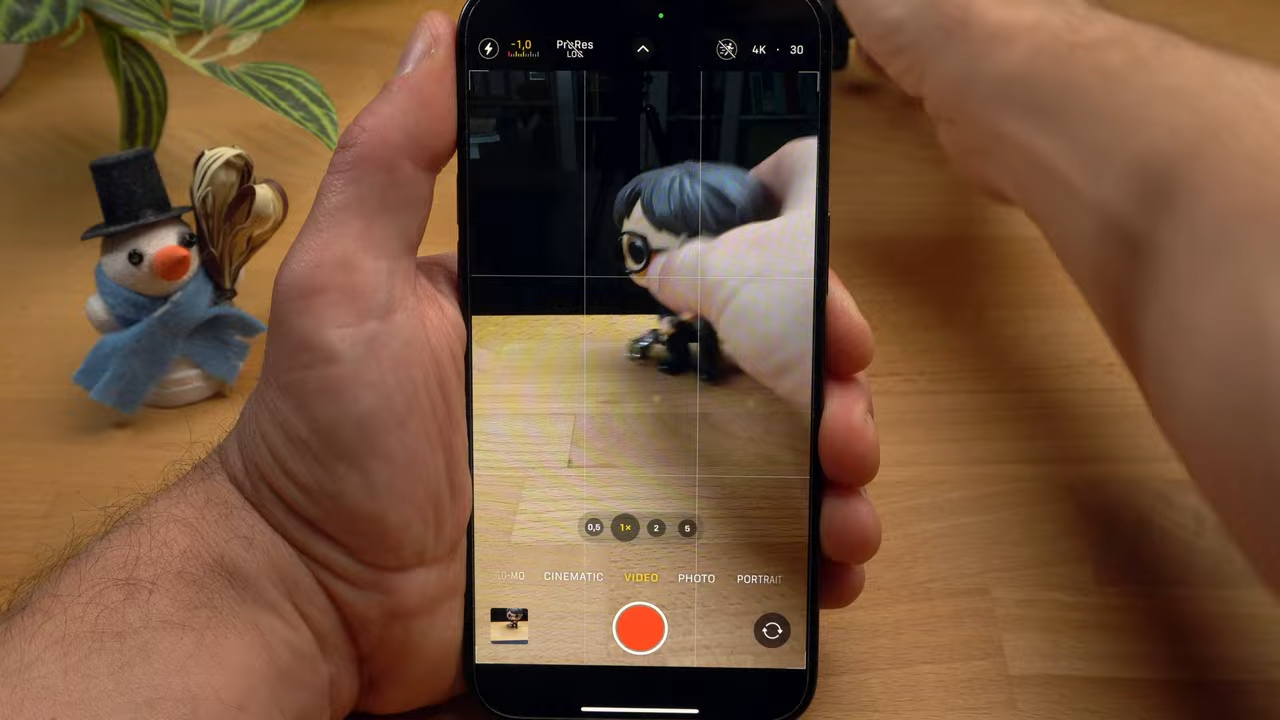 -1,0
ProRes
LOG
4K · 30
0,5 1× 2 5
CINEMATIC VIDEO PHOTO PORTRAIT